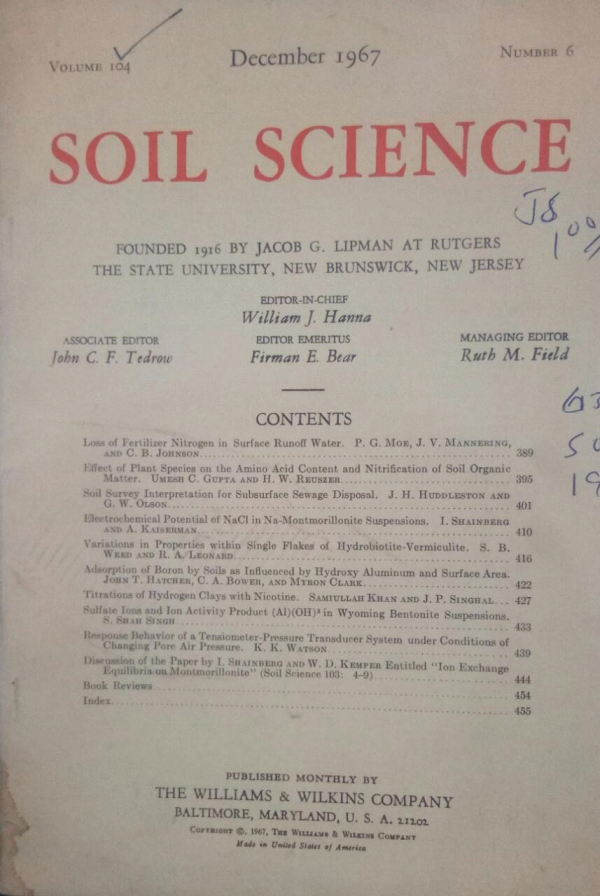 VOLUME 104
December 1967
NUMBER 6
SOIL SCIENCE
FOUNDED 1916 BY JACOB G. LIPMAN AT RUTGERS
THE STATE UNIVERSITY, NEW BRUNSWICK, NEW JERSEY
EDITOR-IN-CHIEF
William J. Hanna
ASSOCIATE EDITOR
John C. F. Tedrow
EDITOR EMERITUS
Firman E. Bear
MANAGING EDITOR
Ruth M. Field
CONTENTS
Loss of Fertilizer Nitrogen in Surface Runoff Water. P. G. MOE, J. V. MANNERING,
AND C. B. JOHNSON 389
Effect of Plant Species on the Amino Acid Content and Nitrification of Soil Organic
Matter. UMESH C. GUPTA AND H. W. REUSZER 395
Soil Survey Interpretation for Subsurface Sewage Disposal. J. H. HUDDLESTON AND
G. W. OLSON 401
Electrochemical Potential of NaCl in Na-Montmorillonite Suspensions. I. SHAINBERG
AND A. KAISERMAN 410
Variations in Properties within Single Flakes of Hydrobiotite-Vermiculite. S. B.
WEED AND R. A. LEONARD 416
Adsorption of Boron by Soils as Influenced by Hydroxy Aluminum and Surface Area.
JOHN T. HATCHER, C. A. BOWER, AND MYRON CLARK 422
Titrations of Hydrogen Clays with Nicotine. SAMIULLAH KHAN AND J. P. SINGHAL 427
Sulfate Ions and Ion Activity Product (Al)(OH)³ in Wyoming Bentonite Suspensions.
S. SHAH SINGH 433
Response Behavior of a Tensiometer-Pressure Transducer System under Conditions of
Changing Pore Air Pressure. K. K. WATSON 439
Discussion of the Paper by I. SHAINBERG AND W. D. KEMPER Entitled "Ion Exchange
Equilibria on Montmorillonite" (Soil Science 103: 4-9) 444
Book Reviews 454
Index 455
PUBLISHED MONTHLY BY
THE WILLIAMS & WILKINS COMPANY
BALTIMORE, MARYLAND, U. S. A. 21202
COPYRIGHT ©, 1967, THE WILLIAMS & WILKINS COMPANY
Made in United States of America